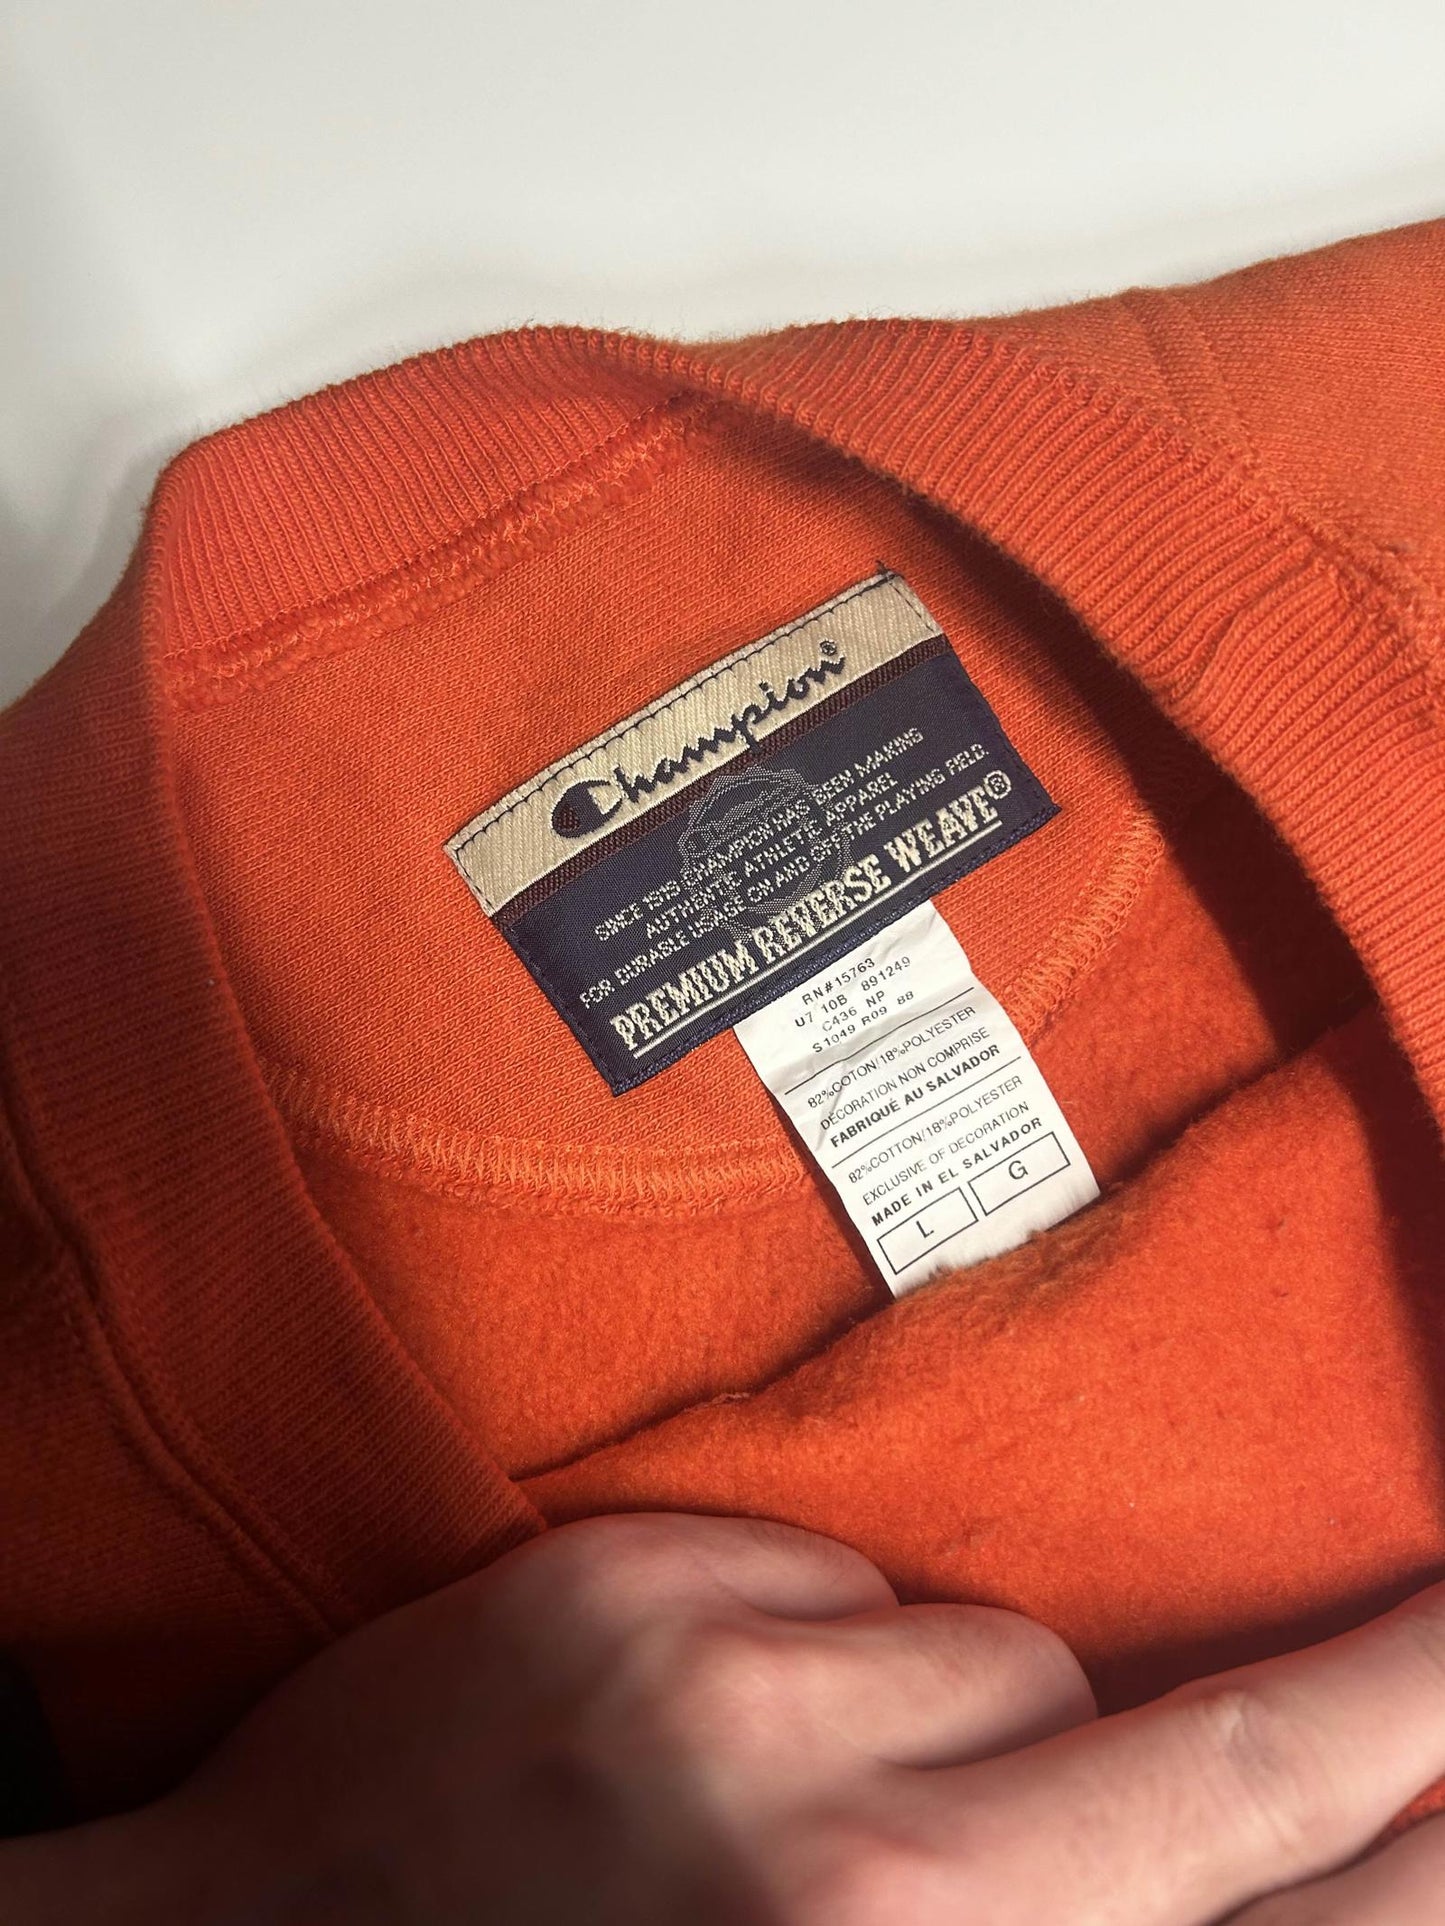 Champion®
SINCE 1919 CHAMPION HAS BEEN MAKING
AUTHENTIC ATHLETIC APPAREL
FOR DURABLE USAGE ON AND OFF THE PLAYING FIELD.
PREMIUM REVERSE WEAVE®
RN#15763
U7 10B 891249
C436 NP
S1049 R09 88
82%COTON/18%POLYESTER
DÉCORATION NON COMPRISE
FABRIQUÉ AU SALVADOR
82%COTTON/18%POLYESTER
EXCLUSIVE OF DECORATION
MADE IN EL SALVADOR
L G